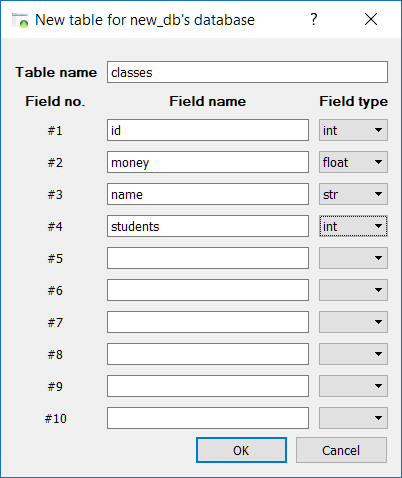 New table for new_db's database
Table name classes
Field no. Field name Field type
#1 id int
#2 money float
#3 name str
#4 students int
#5
#6
#7
#8
#9
#10
OK Cancel